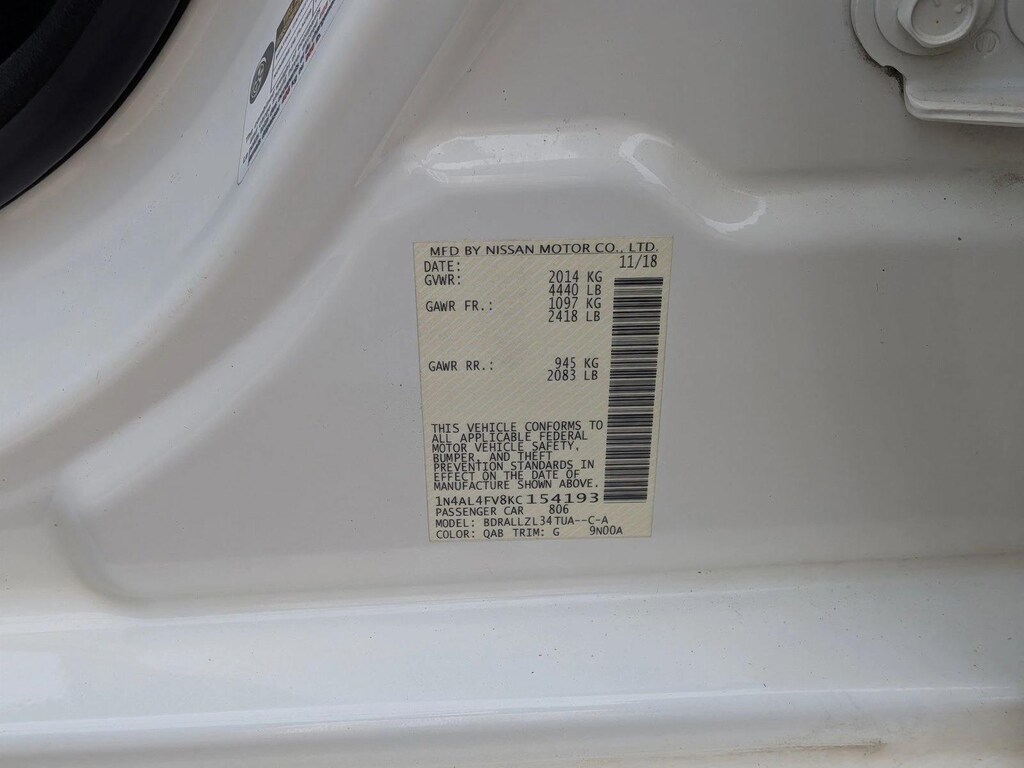 MFD BY NISSAN MOTOR CO., LTD.
DATE: 11/18
GVWR: 2014 KG
4440 LB
GAWR FR.: 1097 KG
2418 LB
GAWR RR.: 945 KG
2083 LB
THIS VEHICLE CONFORMS TO
ALL APPLICABLE FEDERAL
MOTOR VEHICLE SAFETY,
BUMPER, AND THEFT
PREVENTION STANDARDS IN
EFFECT ON THE DATE OF
MANUFACTURE SHOWN ABOVE.
1N4AL4FV8KC154193
PASSENGER CAR 806
MODEL: BDRALLZL34TUA--C-A
COLOR: QAB TRIM: G 9N00A